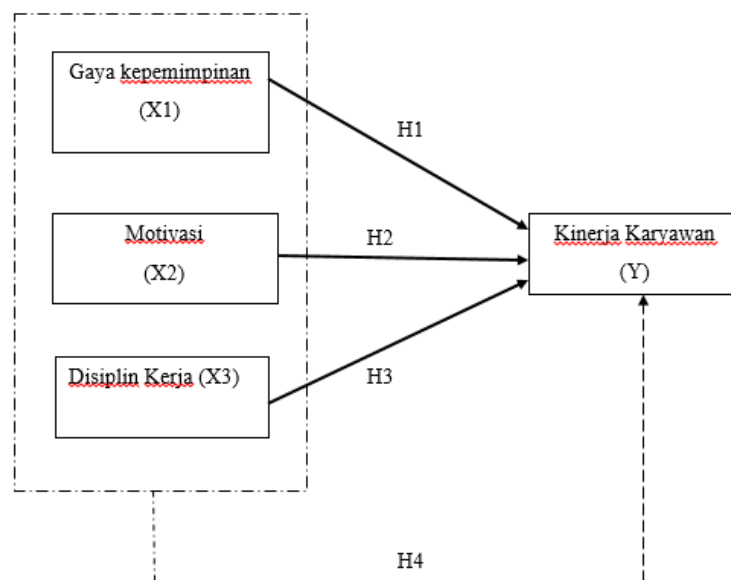 Gaya kepemimpinan
(X1)
H1
Motivasi
(X2)
H2
Kinerja Karyawan
(Y)
Disiplin Kerja (X3)
H3
H4